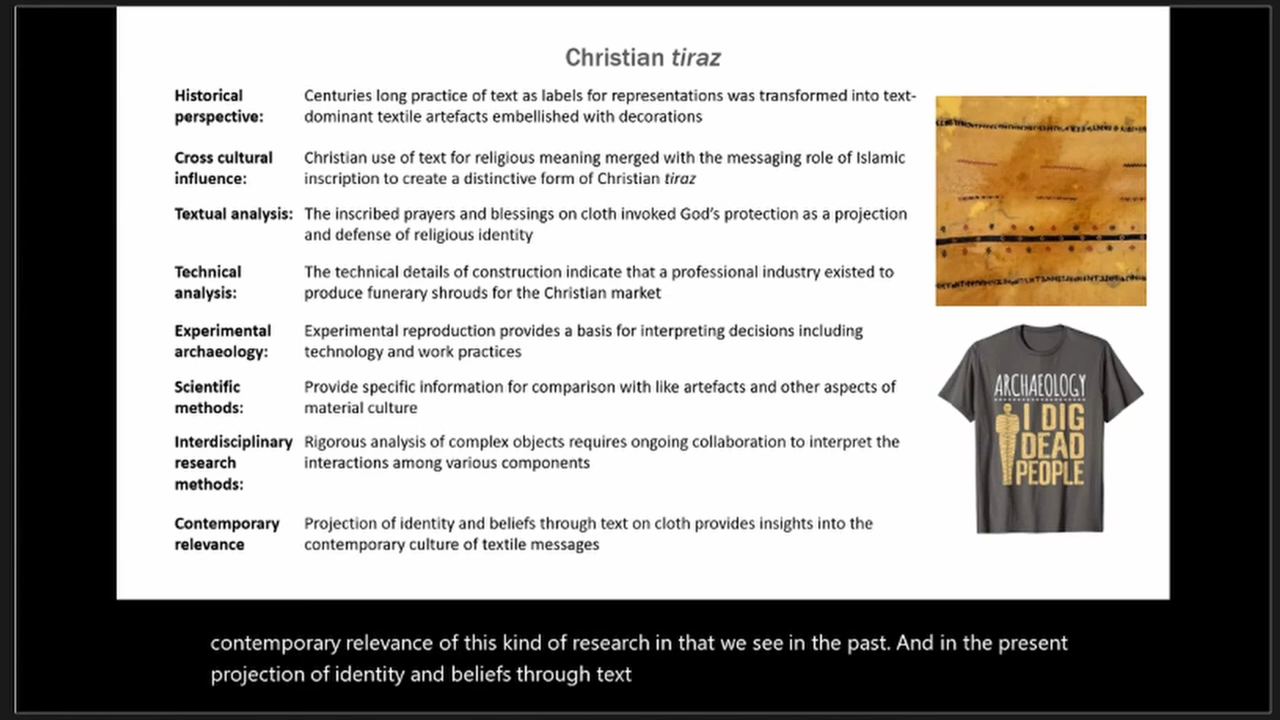 Christian tiraz
Historical perspective: Centuries long practice of text as labels for representations was transformed into text-
dominant textile artefacts embellished with decorations
Cross cultural influence: Christian use of text for religious meaning merged with the messaging role of Islamic
inscription to create a distinctive form of Christian tiraz
Textual analysis: The inscribed prayers and blessings on cloth invoked God's protection as a projection
and defense of religious identity
Technical analysis: The technical details of construction indicate that a professional industry existed to
produce funerary shrouds for the Christian market
Experimental archaeology: Experimental reproduction provides a basis for interpreting decisions including
technology and work practices
Scientific methods: Provide specific information for comparison with like artefacts and other aspects of
material culture
Interdisciplinary research methods: Rigorous analysis of complex objects requires ongoing collaboration to interpret the
interactions among various components
Contemporary relevance Projection of identity and beliefs through text on cloth provides insights into the
contemporary culture of textile messages
ARCHAEOLOGY
I DIG
DEAD
PEOPLE
contemporary relevance of this kind of research in that we see in the past. And in the present
projection of identity and beliefs through text